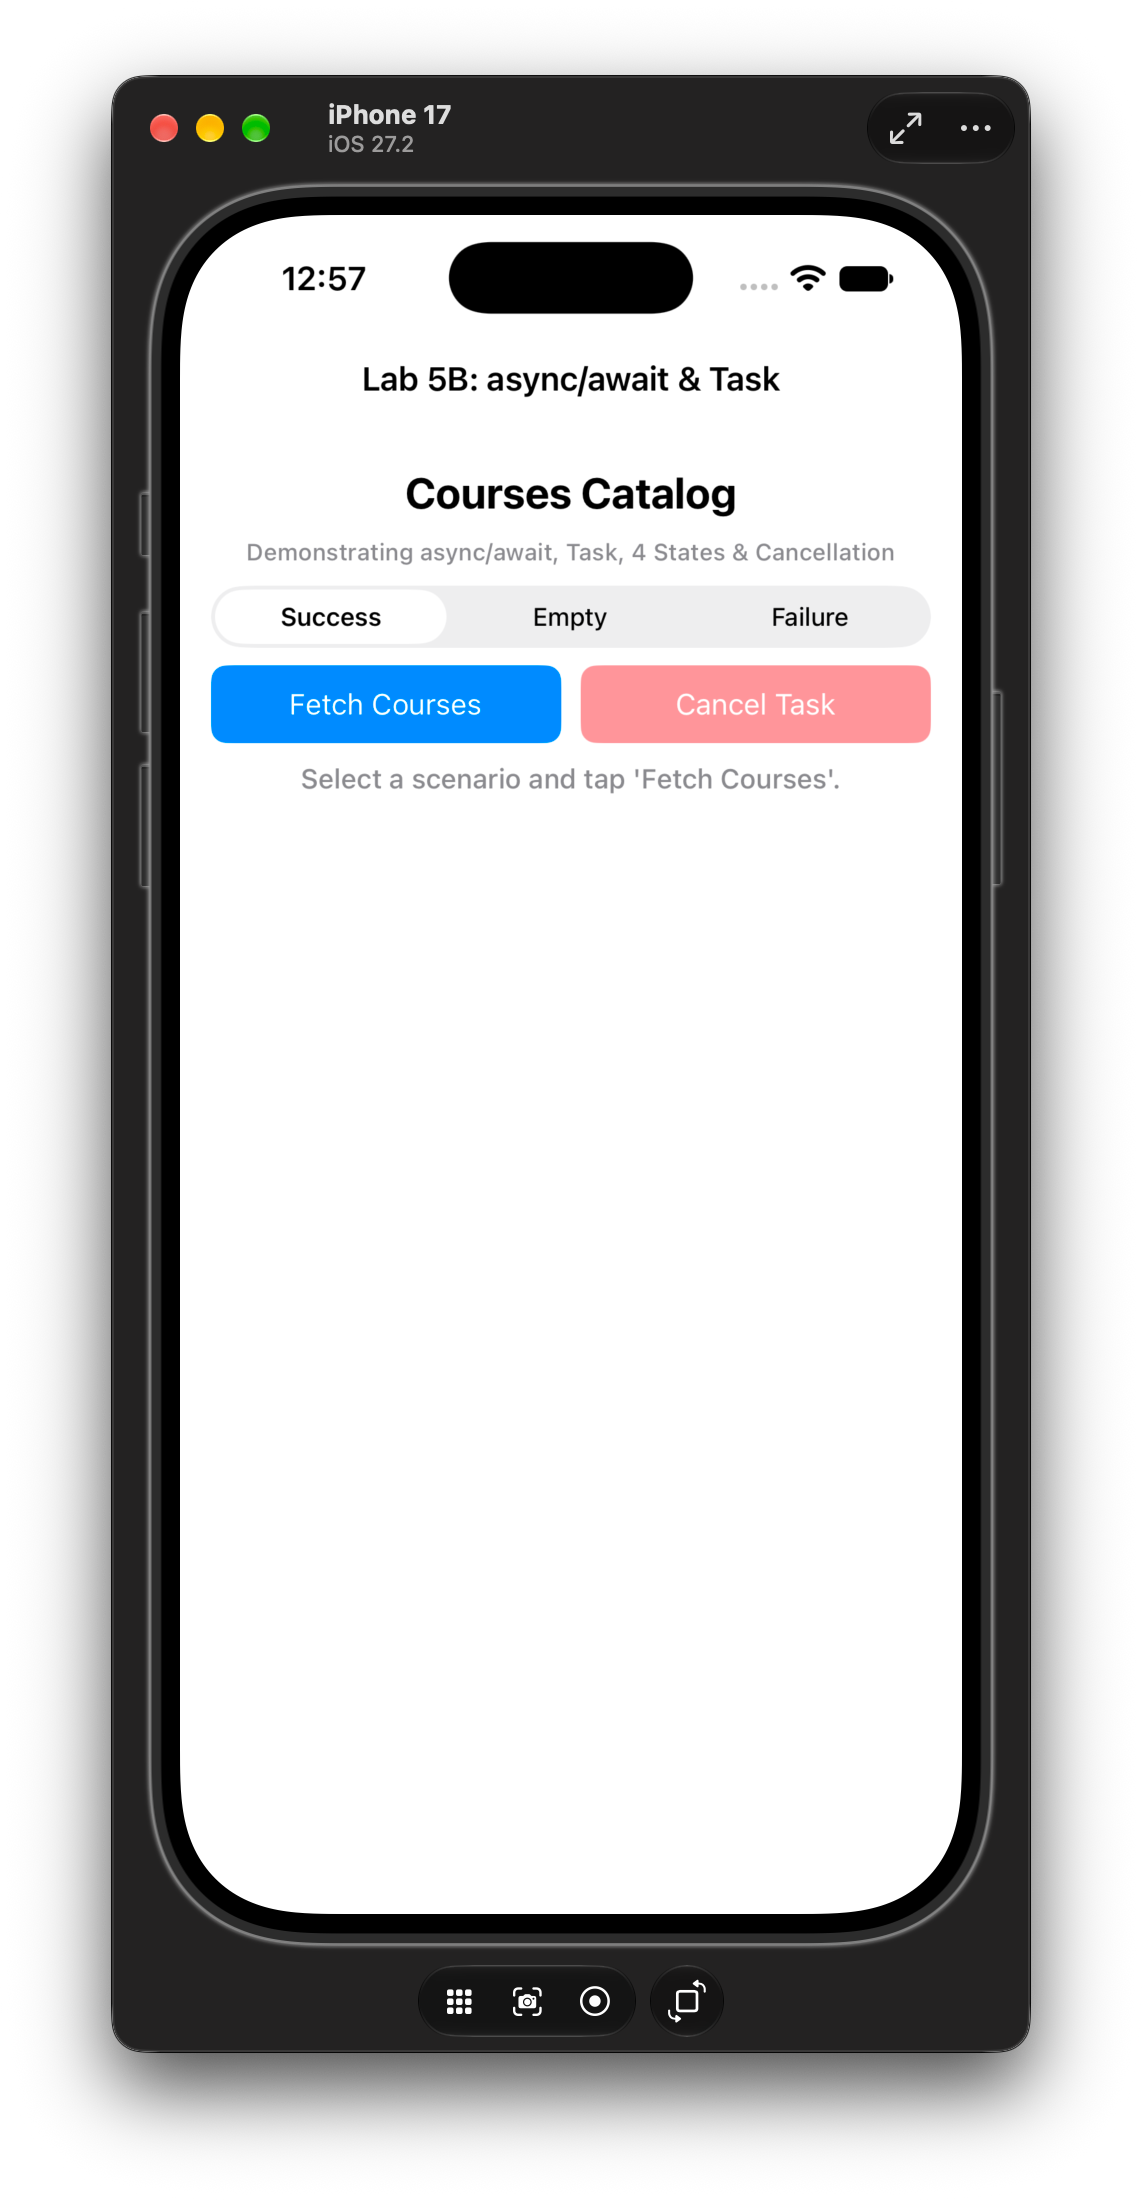 iPhone 17
iOS 27.2
12:57
Lab 5B: async/await & Task
Courses Catalog
Demonstrating async/await, Task, 4 States & Cancellation
Success Empty Failure
Fetch Courses Cancel Task
Select a scenario and tap 'Fetch Courses'.